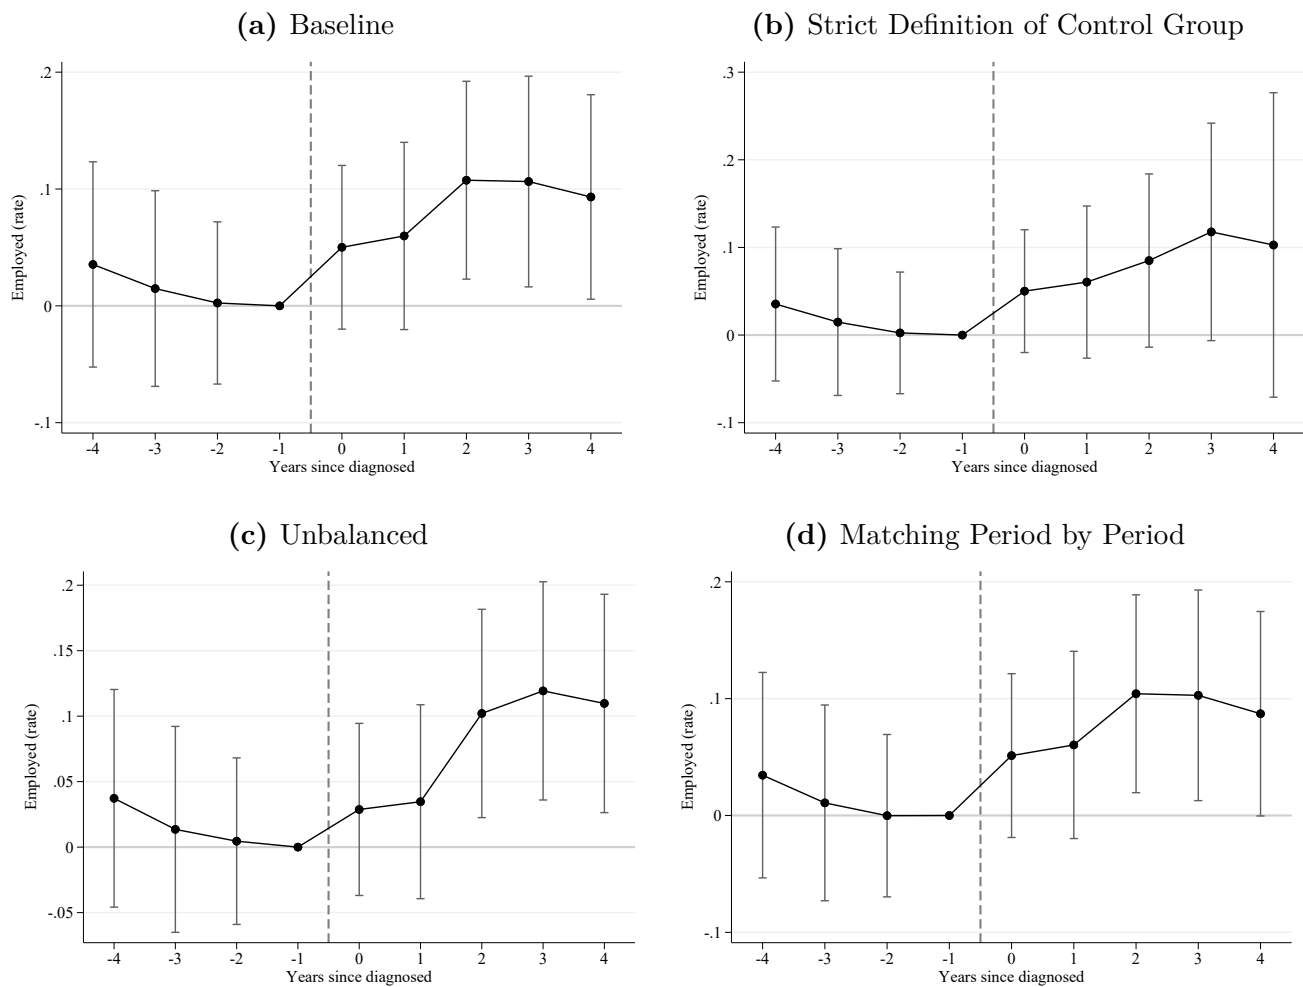 (a) Baseline
.2
.1
0
-.1
Employed (rate)
-4 -3 -2 -1 0 1 2 3 4
Years since diagnosed
(b) Strict Definition of Control Group
.3
.2
.1
0
-.1
Employed (rate)
-4 -3 -2 -1 0 1 2 3 4
Years since diagnosed
(c) Unbalanced
.2
.15
.1
.05
0
-.05
Employed (rate)
-4 -3 -2 -1 0 1 2 3 4
Years since diagnosed
(d) Matching Period by Period
.2
.1
0
-.1
Employed (rate)
-4 -3 -2 -1 0 1 2 3 4
Years since diagnosed